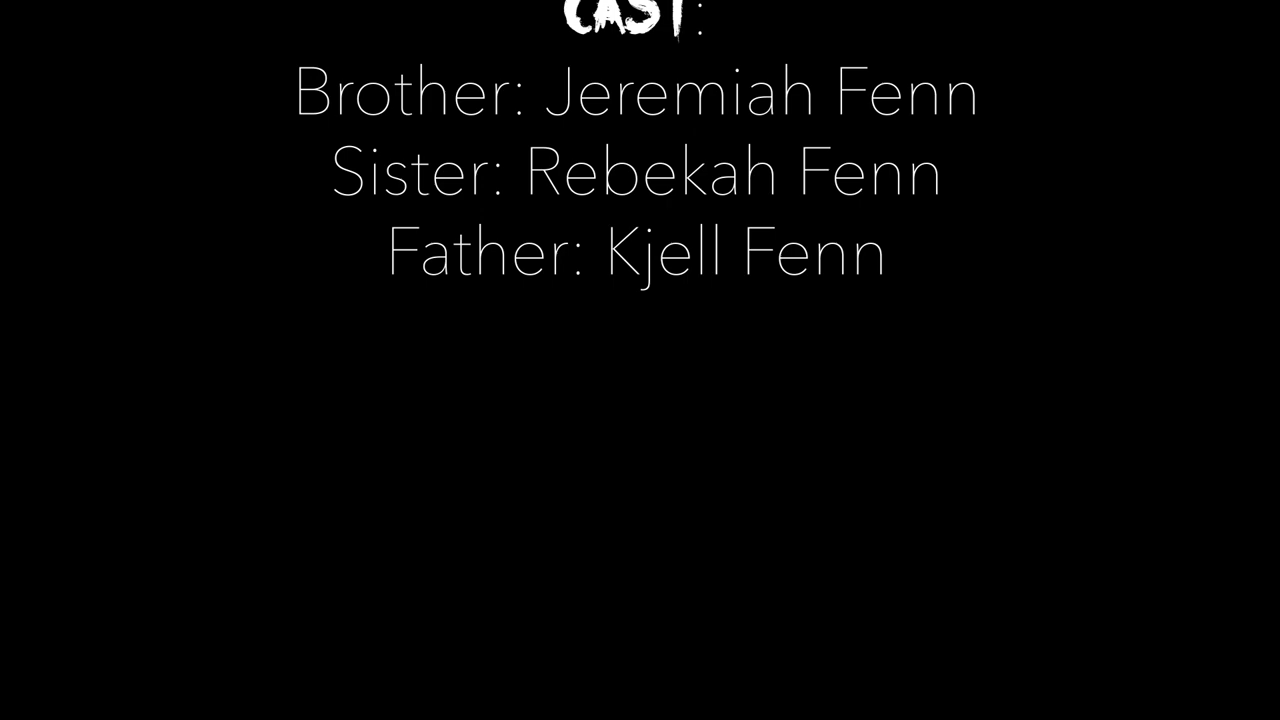 CAST:
Brother: Jeremiah Fenn
Sister: Rebekah Fenn
Father: Kjell Fenn